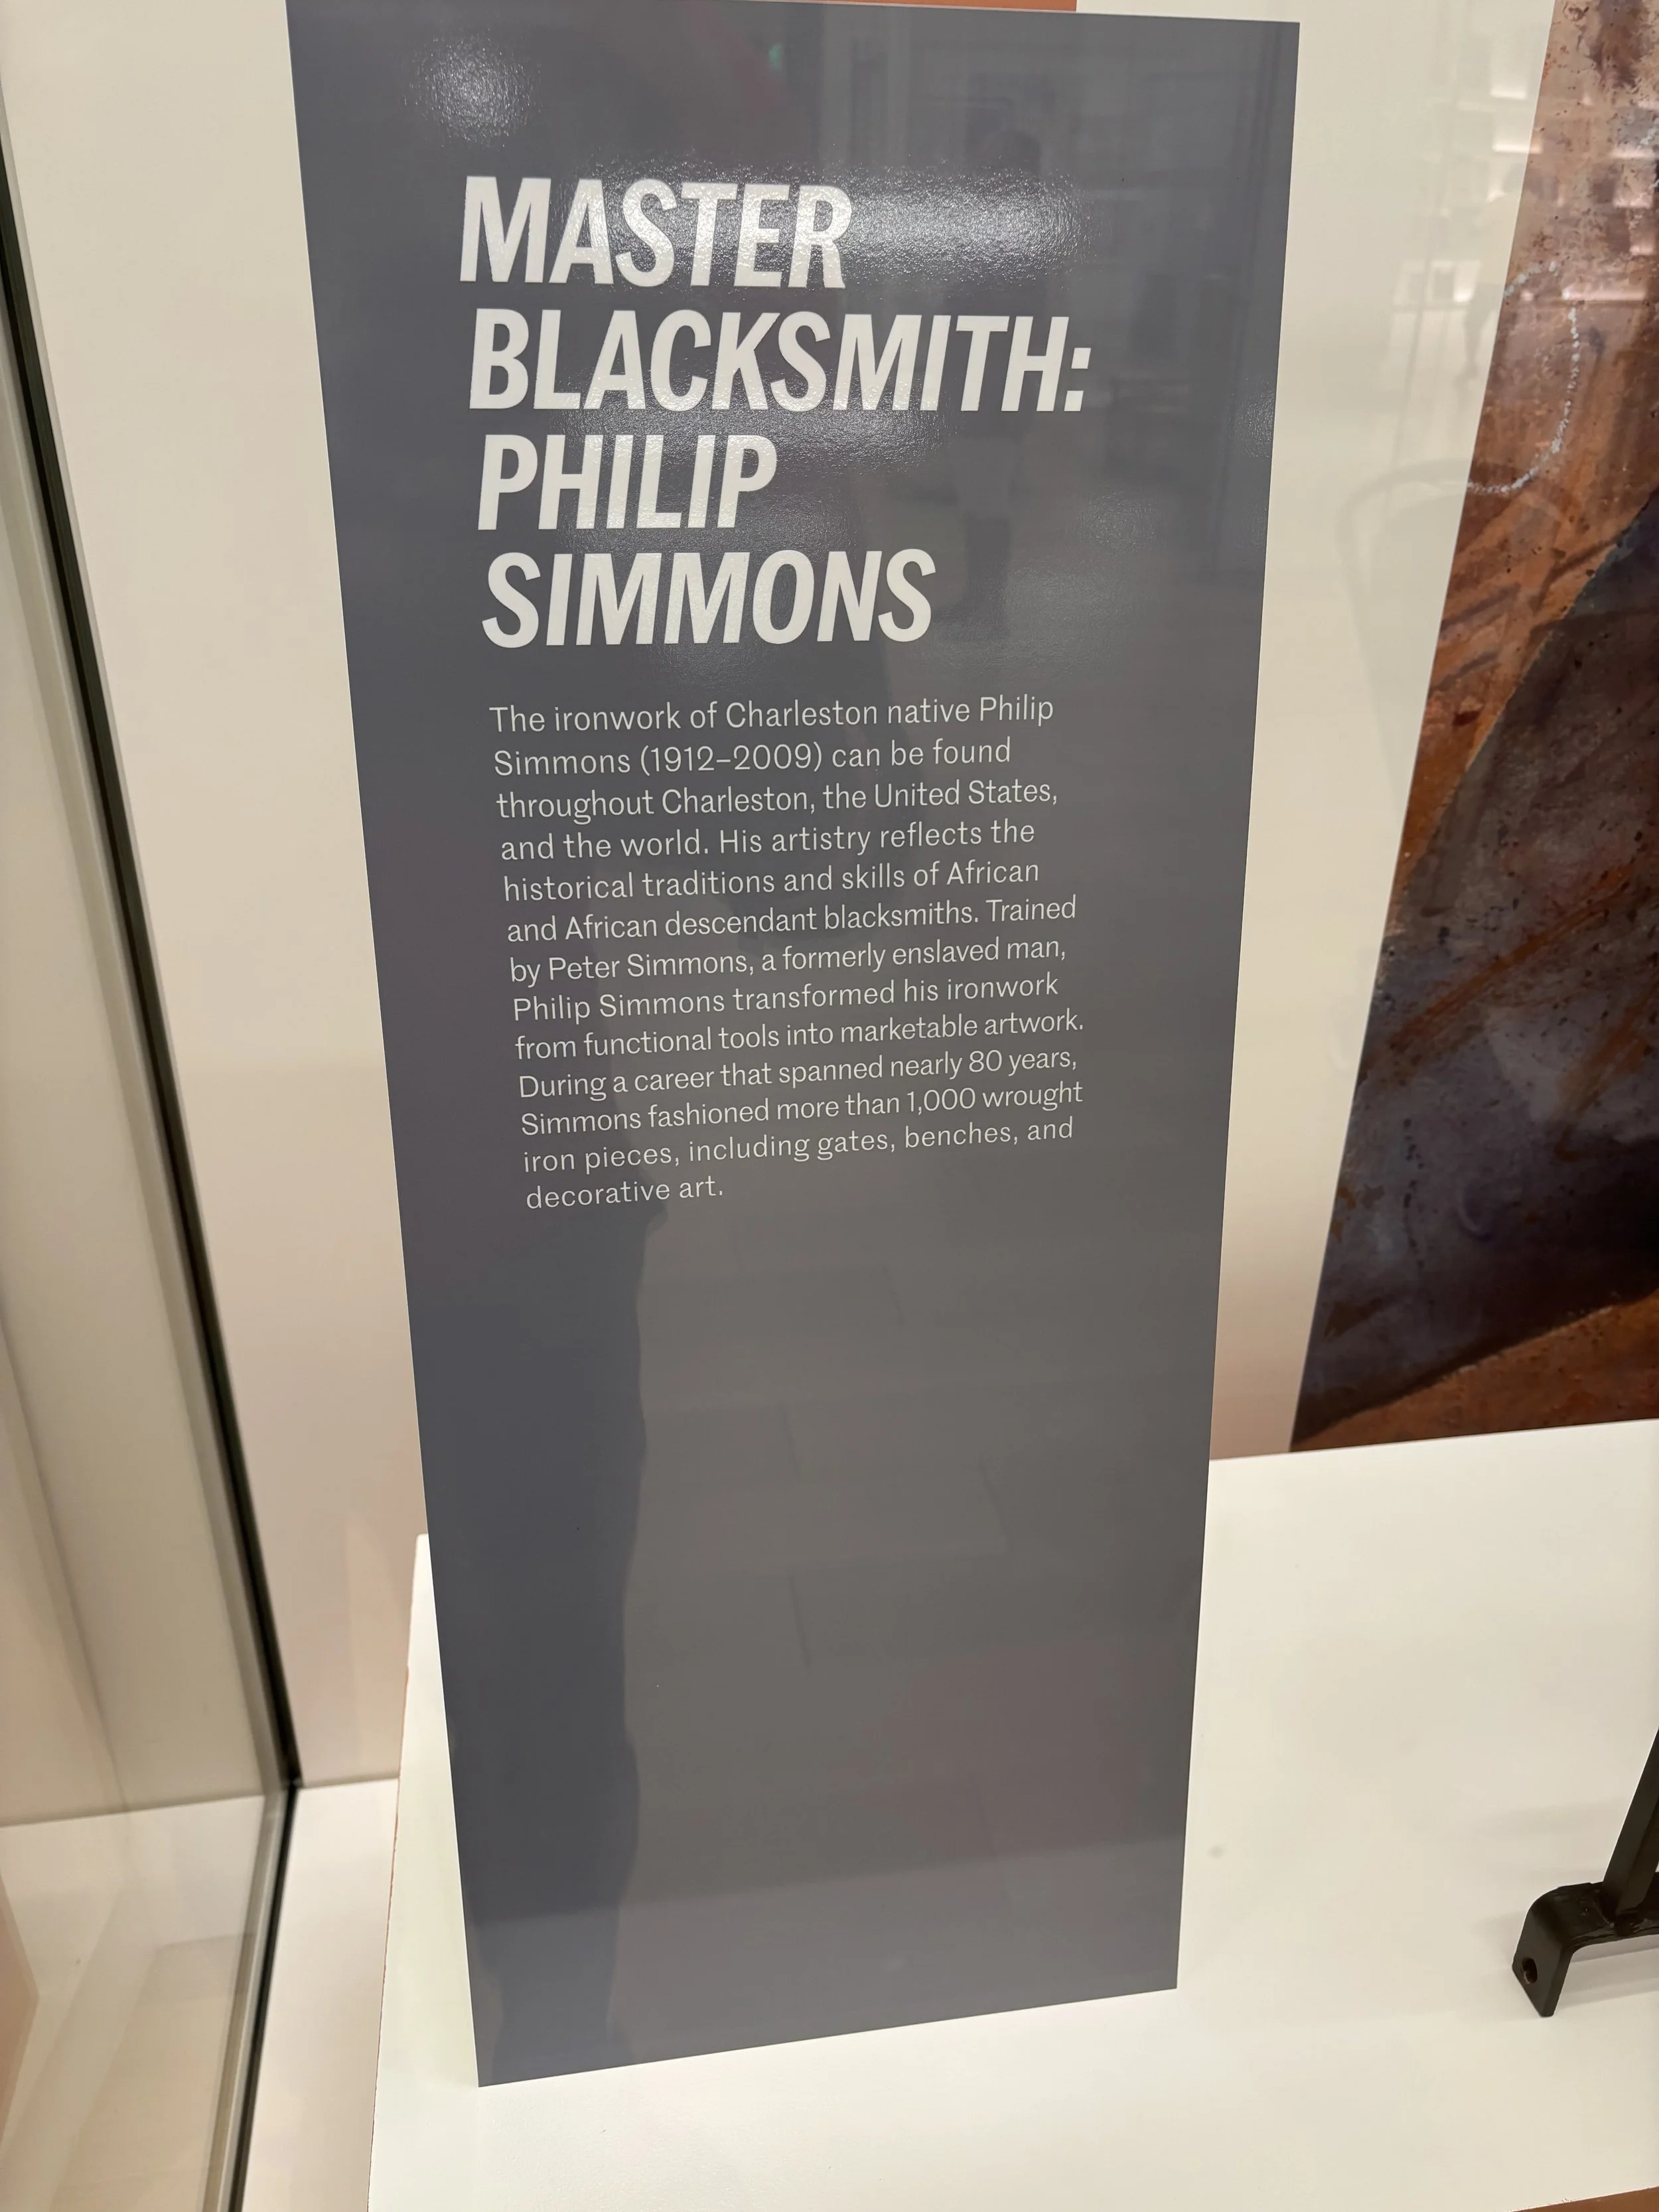 MASTER
BLACKSMITH:
PHILIP
SIMMONS
The ironwork of Charleston native Philip
Simmons (1912–2009) can be found
throughout Charleston, the United States,
and the world. His artistry reflects the
historical traditions and skills of African
and African descendant blacksmiths. Trained
by Peter Simmons, a formerly enslaved man,
Philip Simmons transformed his ironwork
from functional tools into marketable artwork.
During a career that spanned nearly 80 years,
Simmons fashioned more than 1,000 wrought
iron pieces, including gates, benches, and
decorative art.